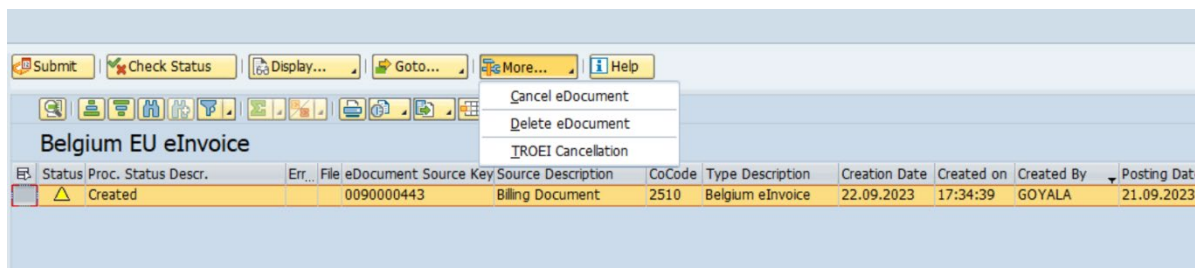 Submit Check Status Display... Goto... More... Help
Cancel eDocument
Delete eDocument
TROEI Cancellation
Belgium EU eInvoice
Status Proc. Status Descr. Err... File eDocument Source Key Source Description CoCode Type Description Creation Date Created on Created By Posting Dat
Created 0090000443 Billing Document 2510 Belgium eInvoice 22.09.2023 17:34:39 GOYALA 21.09.2023